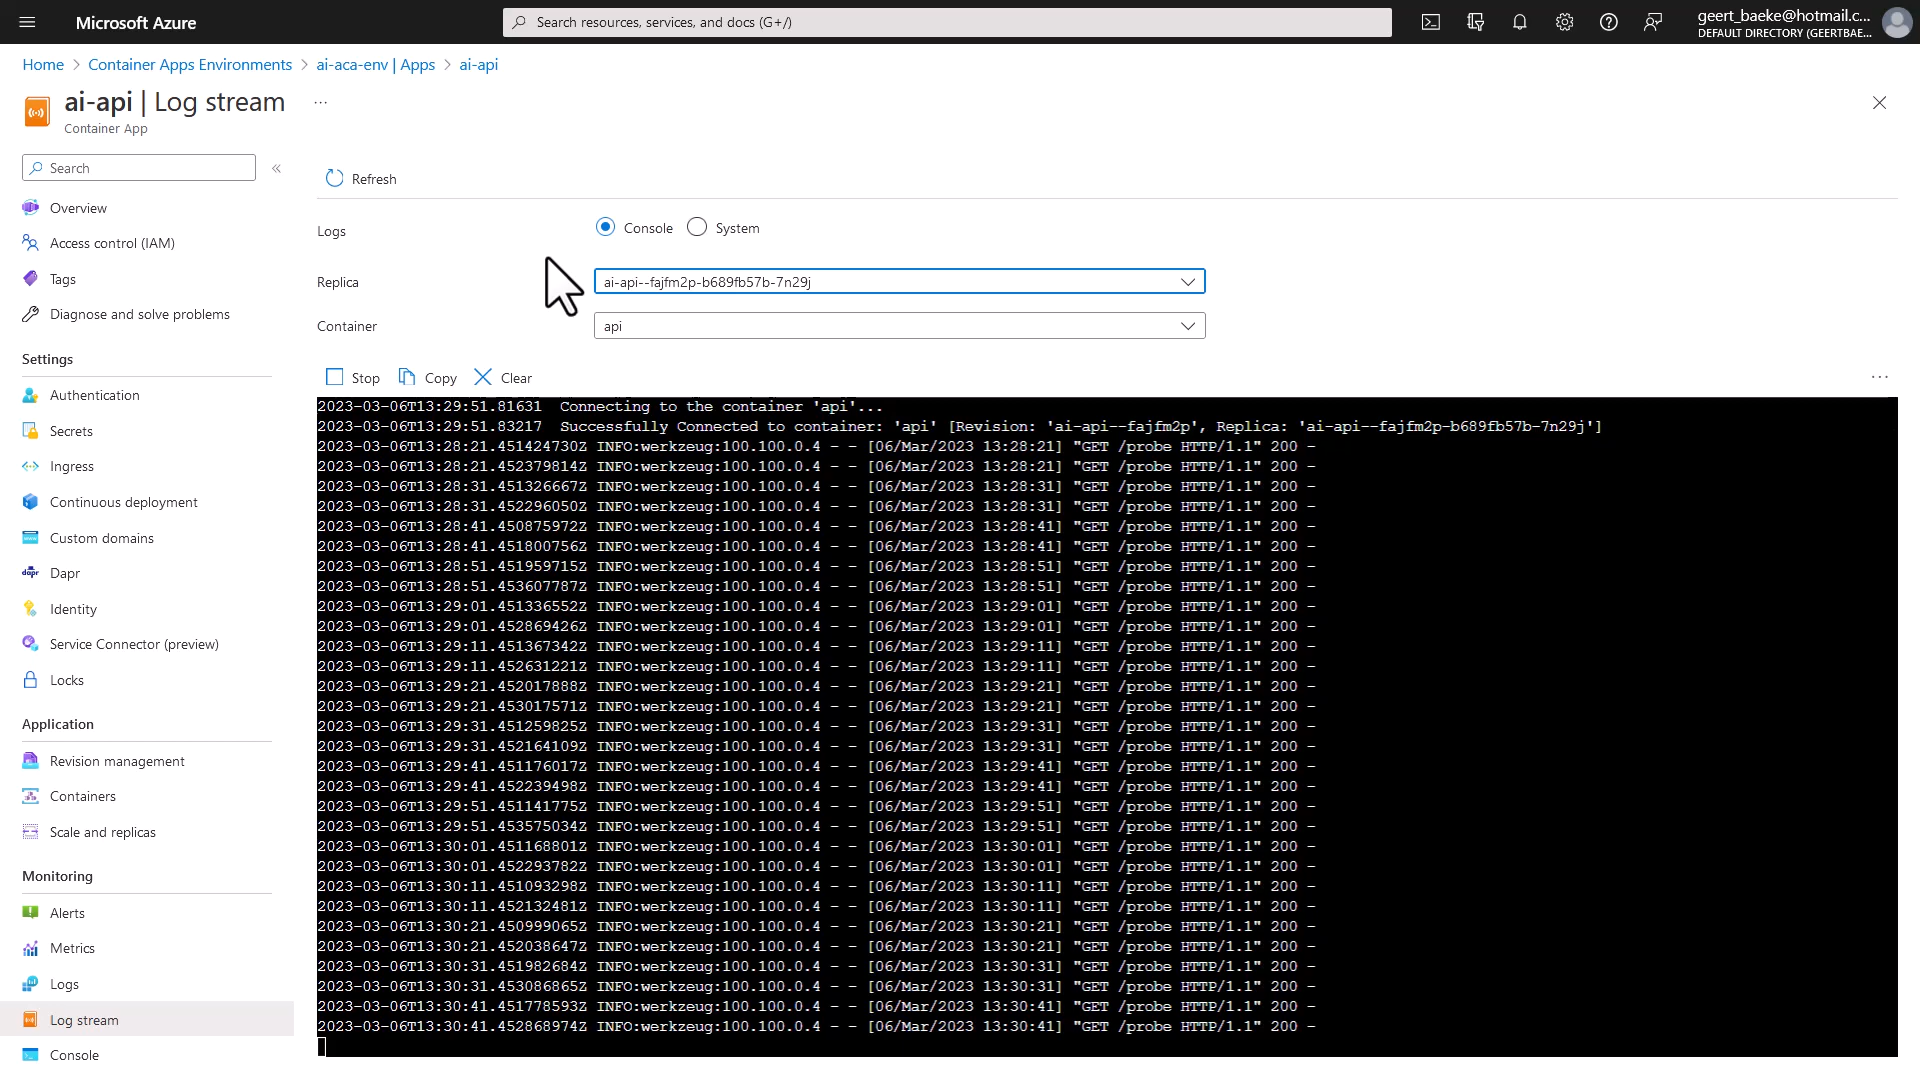 Microsoft Azure
Search resources, services, and docs (G+/)
geert_baeke@hotmail.c...
DEFAULT DIRECTORY (GEERTBAE...
Home > Container Apps Environments > ai-aca-env | Apps > ai-api
ai-api | Log stream ...
Container App
Search
«
Overview
Access control (IAM)
Tags
Diagnose and solve problems
Settings
Authentication
Secrets
Ingress
Continuous deployment
Custom domains
dapr Dapr
Identity
Service Connector (preview)
Locks
Application
Revision management
Containers
Scale and replicas
Monitoring
Alerts
Metrics
Logs
Log stream
Console
Refresh
Logs
Console System
Replica
ai-api--fajfm2p-b689fb57b-7n29j
Container
api
Stop Copy Clear ...
2023-03-06T13:29:51.81631  Connecting to the container 'api'...
2023-03-06T13:29:51.83217  Successfully Connected to container: 'api' [Revision: 'ai-api--fajfm2p', Replica: 'ai-api--fajfm2p-b689fb57b-7n29j']
2023-03-06T13:28:21.451424730Z INFO:werkzeug:100.100.0.4 - - [06/Mar/2023 13:28:21] "GET /probe HTTP/1.1" 200 -
2023-03-06T13:28:21.452379814Z INFO:werkzeug:100.100.0.4 - - [06/Mar/2023 13:28:21] "GET /probe HTTP/1.1" 200 -
2023-03-06T13:28:31.451326667Z INFO:werkzeug:100.100.0.4 - - [06/Mar/2023 13:28:31] "GET /probe HTTP/1.1" 200 -
2023-03-06T13:28:31.452296050Z INFO:werkzeug:100.100.0.4 - - [06/Mar/2023 13:28:31] "GET /probe HTTP/1.1" 200 -
2023-03-06T13:28:41.450875972Z INFO:werkzeug:100.100.0.4 - - [06/Mar/2023 13:28:41] "GET /probe HTTP/1.1" 200 -
2023-03-06T13:28:41.451800756Z INFO:werkzeug:100.100.0.4 - - [06/Mar/2023 13:28:41] "GET /probe HTTP/1.1" 200 -
2023-03-06T13:28:51.451959715Z INFO:werkzeug:100.100.0.4 - - [06/Mar/2023 13:28:51] "GET /probe HTTP/1.1" 200 -
2023-03-06T13:28:51.453607787Z INFO:werkzeug:100.100.0.4 - - [06/Mar/2023 13:28:51] "GET /probe HTTP/1.1" 200 -
2023-03-06T13:29:01.451336552Z INFO:werkzeug:100.100.0.4 - - [06/Mar/2023 13:29:01] "GET /probe HTTP/1.1" 200 -
2023-03-06T13:29:01.452869426Z INFO:werkzeug:100.100.0.4 - - [06/Mar/2023 13:29:01] "GET /probe HTTP/1.1" 200 -
2023-03-06T13:29:11.451367342Z INFO:werkzeug:100.100.0.4 - - [06/Mar/2023 13:29:11] "GET /probe HTTP/1.1" 200 -
2023-03-06T13:29:11.452631221Z INFO:werkzeug:100.100.0.4 - - [06/Mar/2023 13:29:11] "GET /probe HTTP/1.1" 200 -
2023-03-06T13:29:21.452017888Z INFO:werkzeug:100.100.0.4 - - [06/Mar/2023 13:29:21] "GET /probe HTTP/1.1" 200 -
2023-03-06T13:29:21.453017571Z INFO:werkzeug:100.100.0.4 - - [06/Mar/2023 13:29:21] "GET /probe HTTP/1.1" 200 -
2023-03-06T13:29:31.451259825Z INFO:werkzeug:100.100.0.4 - - [06/Mar/2023 13:29:31] "GET /probe HTTP/1.1" 200 -
2023-03-06T13:29:31.452164109Z INFO:werkzeug:100.100.0.4 - - [06/Mar/2023 13:29:31] "GET /probe HTTP/1.1" 200 -
2023-03-06T13:29:41.451176017Z INFO:werkzeug:100.100.0.4 - - [06/Mar/2023 13:29:41] "GET /probe HTTP/1.1" 200 -
2023-03-06T13:29:41.452239498Z INFO:werkzeug:100.100.0.4 - - [06/Mar/2023 13:29:41] "GET /probe HTTP/1.1" 200 -
2023-03-06T13:29:51.451141775Z INFO:werkzeug:100.100.0.4 - - [06/Mar/2023 13:29:51] "GET /probe HTTP/1.1" 200 -
2023-03-06T13:29:51.453575034Z INFO:werkzeug:100.100.0.4 - - [06/Mar/2023 13:29:51] "GET /probe HTTP/1.1" 200 -
2023-03-06T13:30:01.451168801Z INFO:werkzeug:100.100.0.4 - - [06/Mar/2023 13:30:01] "GET /probe HTTP/1.1" 200 -
2023-03-06T13:30:01.452293782Z INFO:werkzeug:100.100.0.4 - - [06/Mar/2023 13:30:01] "GET /probe HTTP/1.1" 200 -
2023-03-06T13:30:11.451093298Z INFO:werkzeug:100.100.0.4 - - [06/Mar/2023 13:30:11] "GET /probe HTTP/1.1" 200 -
2023-03-06T13:30:11.452132481Z INFO:werkzeug:100.100.0.4 - - [06/Mar/2023 13:30:11] "GET /probe HTTP/1.1" 200 -
2023-03-06T13:30:21.450999065Z INFO:werkzeug:100.100.0.4 - - [06/Mar/2023 13:30:21] "GET /probe HTTP/1.1" 200 -
2023-03-06T13:30:21.452038647Z INFO:werkzeug:100.100.0.4 - - [06/Mar/2023 13:30:21] "GET /probe HTTP/1.1" 200 -
2023-03-06T13:30:31.451982684Z INFO:werkzeug:100.100.0.4 - - [06/Mar/2023 13:30:31] "GET /probe HTTP/1.1" 200 -
2023-03-06T13:30:31.453086865Z INFO:werkzeug:100.100.0.4 - - [06/Mar/2023 13:30:31] "GET /probe HTTP/1.1" 200 -
2023-03-06T13:30:41.451778593Z INFO:werkzeug:100.100.0.4 - - [06/Mar/2023 13:30:41] "GET /probe HTTP/1.1" 200 -
2023-03-06T13:30:41.452868974Z INFO:werkzeug:100.100.0.4 - - [06/Mar/2023 13:30:41] "GET /probe HTTP/1.1" 200 -